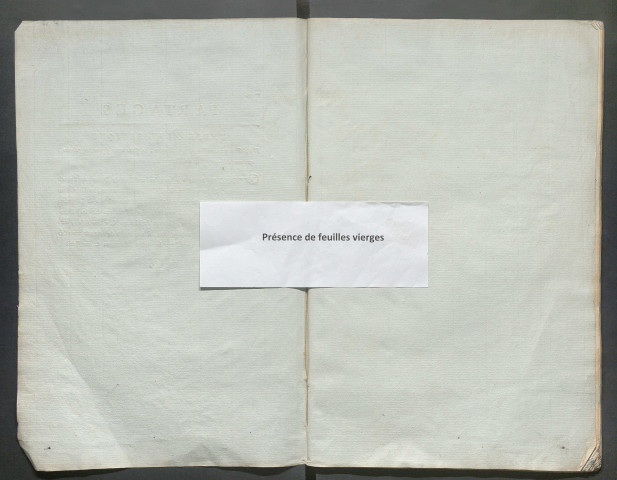 Présence de feuilles vierges